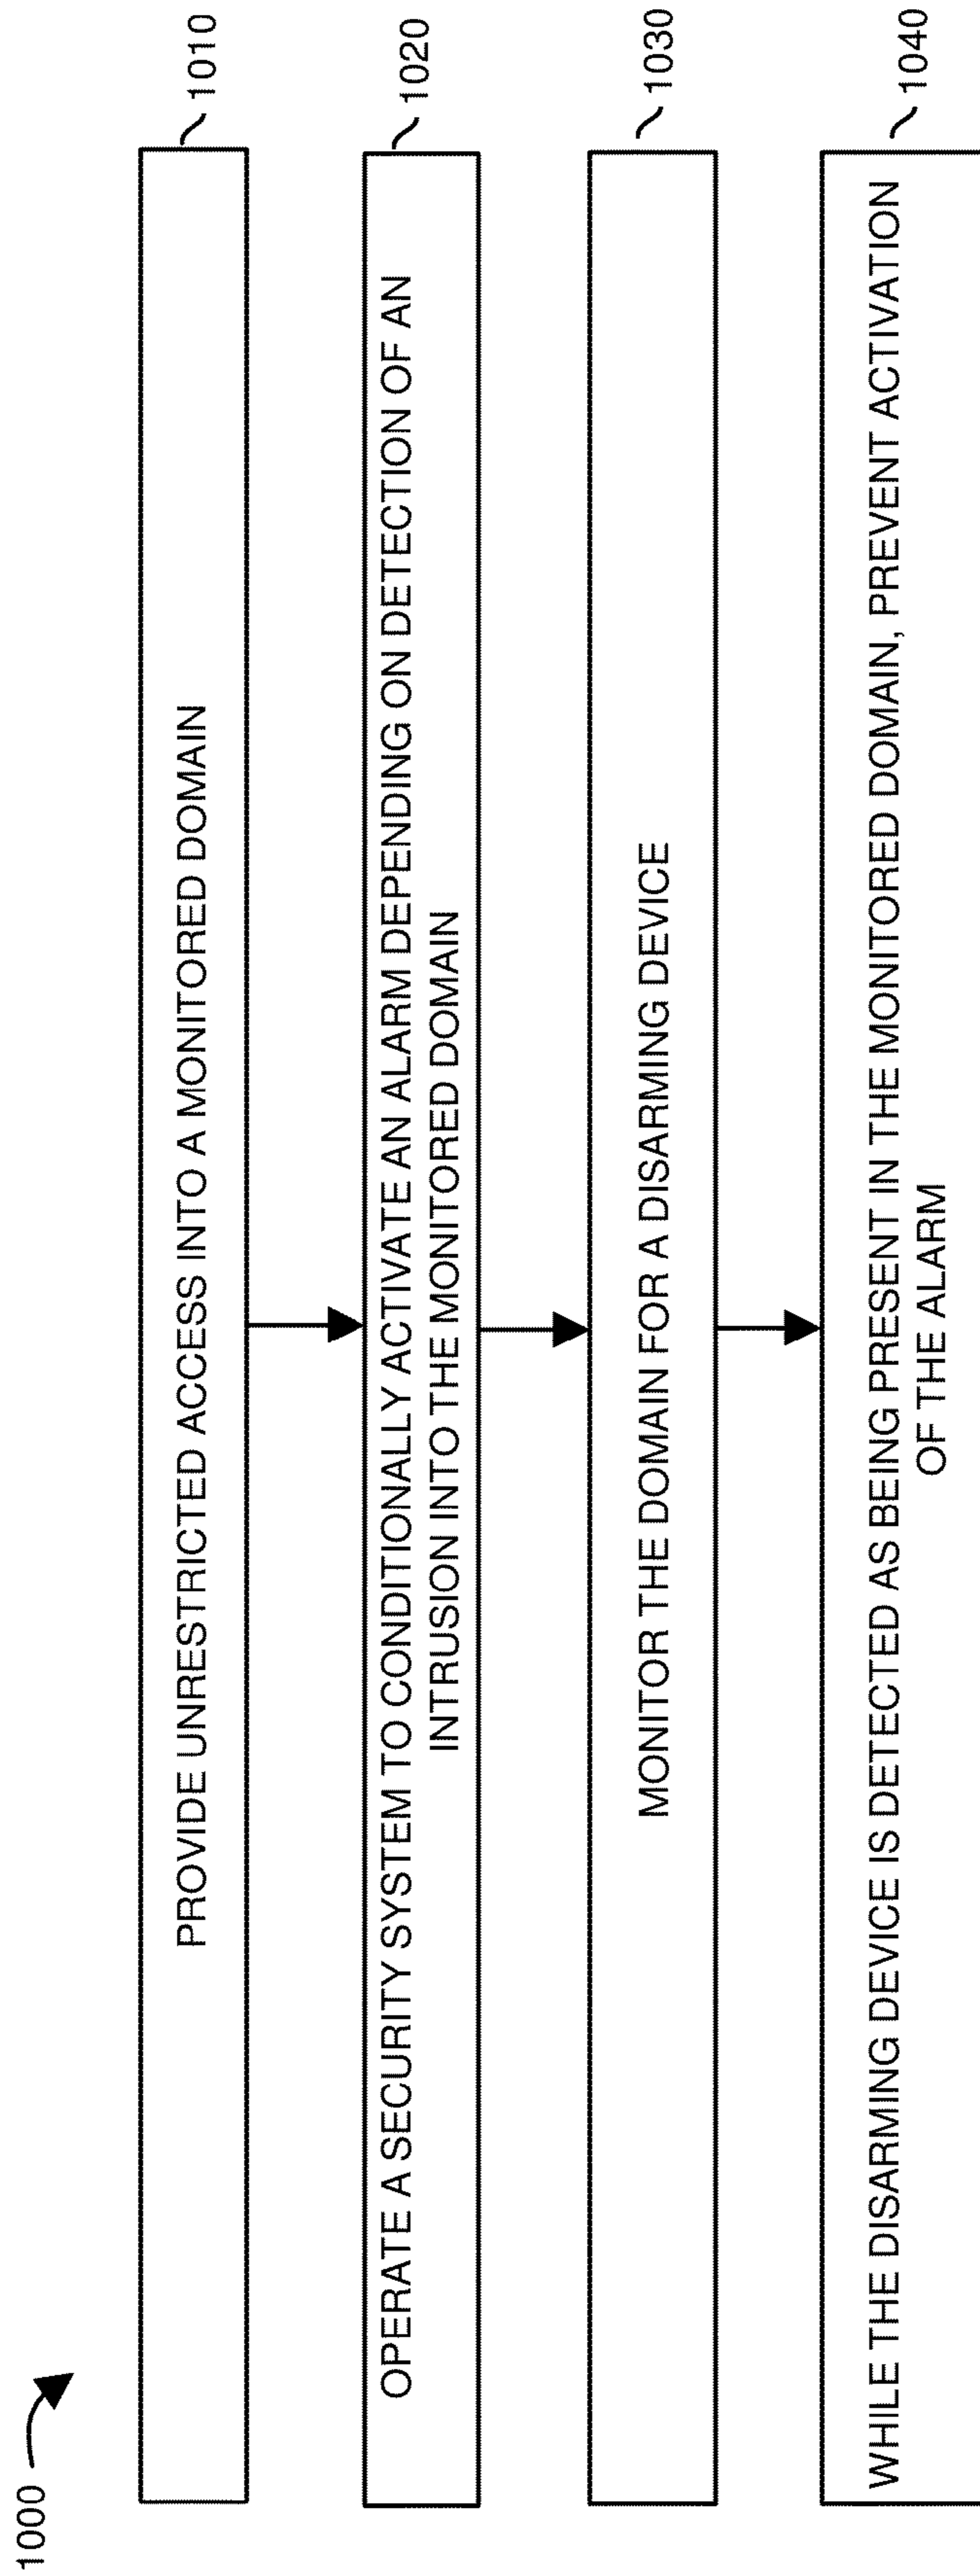 1000
PROVIDE UNRESTRICTED ACCESS INTO A MONITORED DOMAIN
1010
OPERATE A SECURITY SYSTEM TO CONDITIONALLY ACTIVATE AN ALARM DEPENDING ON DETECTION OF AN
INTRUSION INTO THE MONITORED DOMAIN
1020
MONITOR THE DOMAIN FOR A DISARMING DEVICE
1030
WHILE THE DISARMING DEVICE IS DETECTED AS BEING PRESENT IN THE MONITORED DOMAIN, PREVENT ACTIVATION
OF THE ALARM
1040